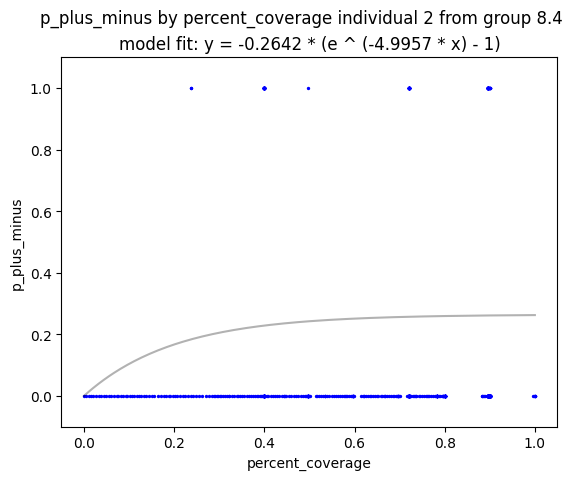 p_plus_minus by percent_coverage individual 2 from group 8.4
model fit: y = -0.2642 * (e ^ (-4.9957 * x) - 1)
1.0
0.8
0.6
0.4
0.2
0.0
p_plus_minus
0.0 0.2 0.4 0.6 0.8 1.0
percent_coverage